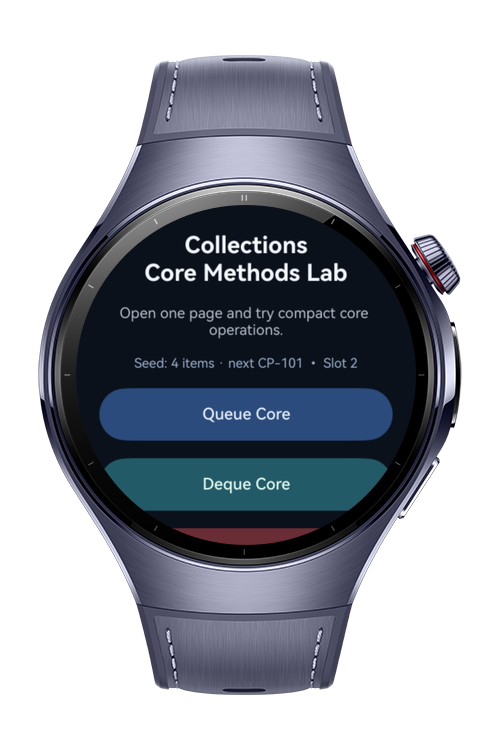 Collections
Core Methods Lab
Open one page and try compact core
operations.
Seed: 4 items · next CP-101 • Slot 2
Queue Core
Deque Core